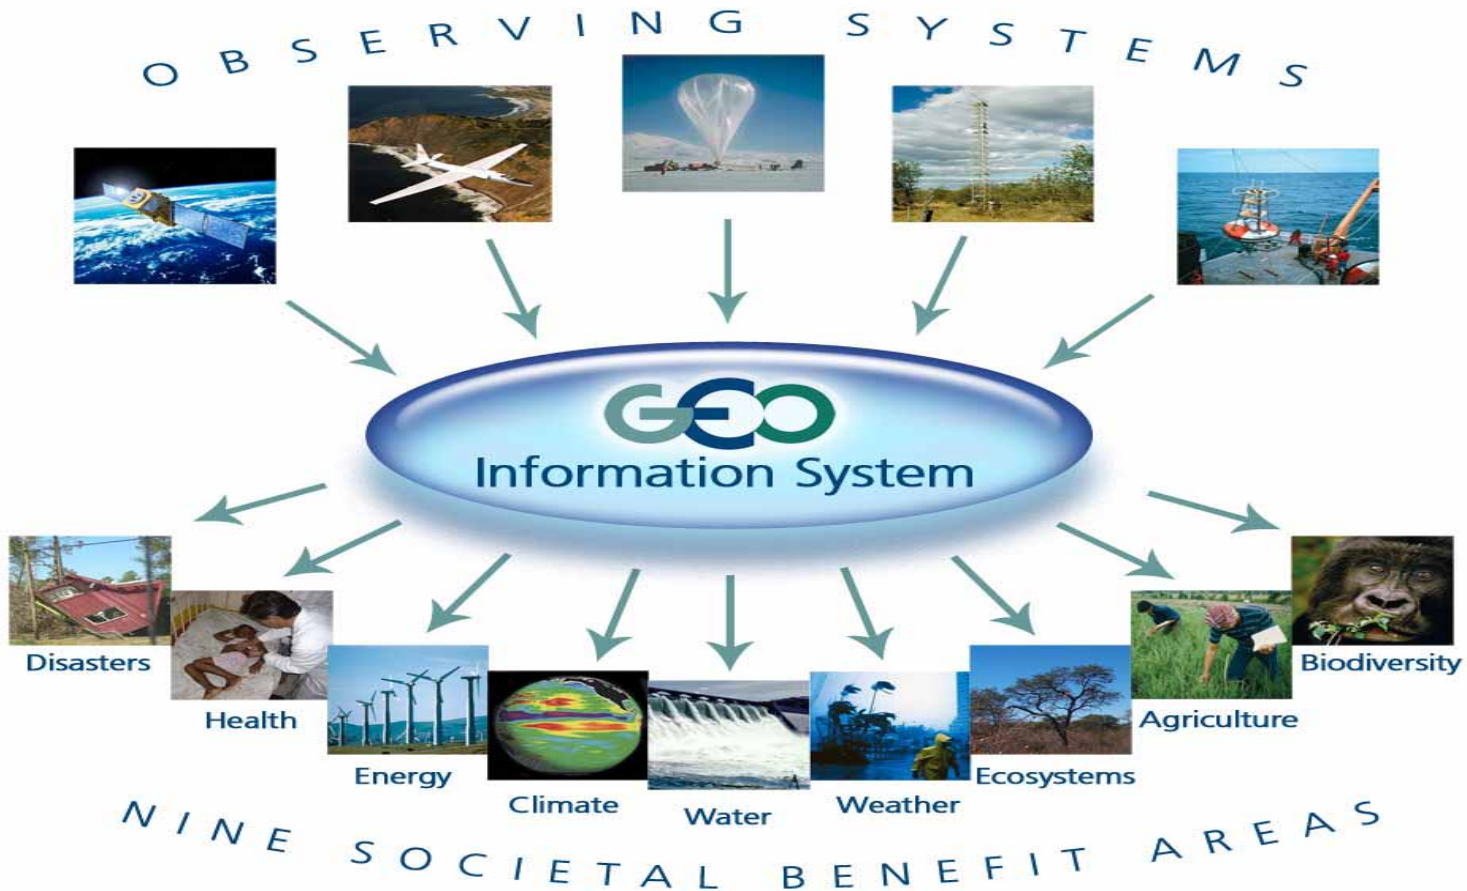 OBSERVING SYSTEMS
GEO
Information System
Disasters
Health
Energy
Climate
Water
Weather
Ecosystems
Agriculture
Biodiversity
NINE SOCIETAL BENEFIT AREAS